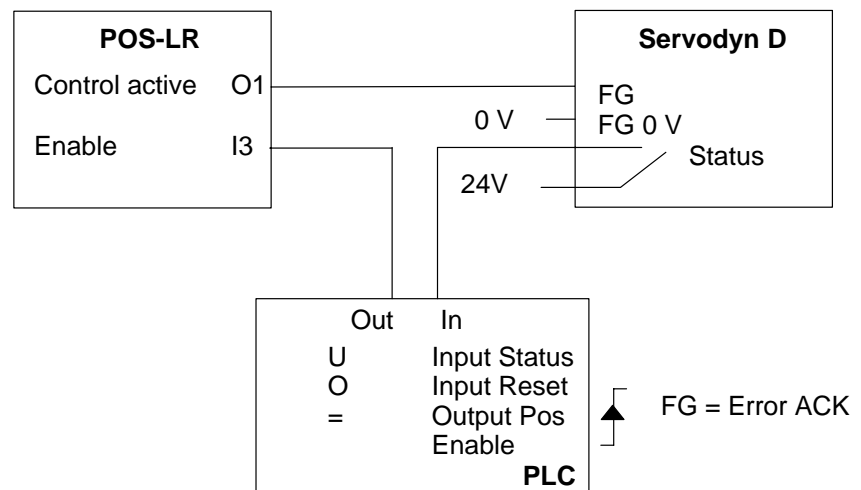 POS-LR
Control active O1
Enable I3
Servodyn D
FG
0 V FG 0 V
Status
24V
Out In
U Input Status
O Input Reset
= Output Pos
Enable
PLC
FG = Error ACK